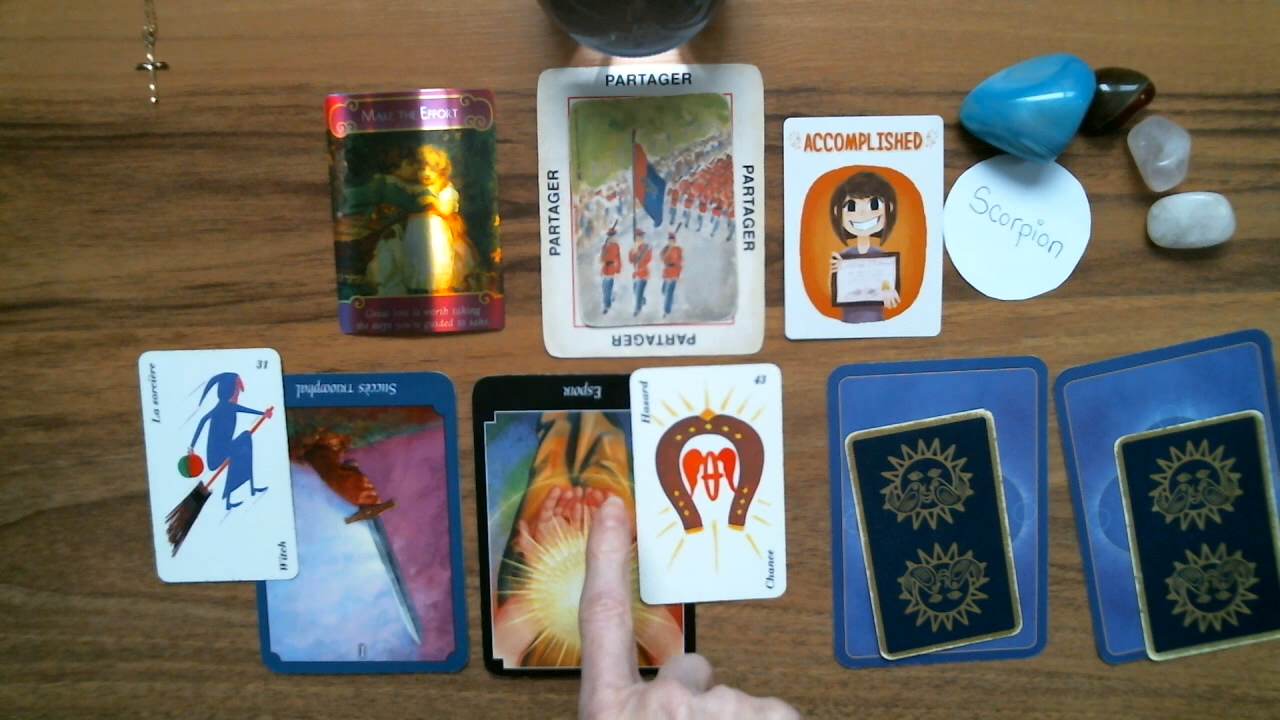 MAKE THE EFFORT
Great love is worth taking
the steps you're guided to take.
PARTAGER
PARTAGER
PARTAGER
PARTAGER
ACCOMPLISHED
Scorpion
La sorcière
31
Witch
Succès triomphal
I
Espoir
Hasard
43
Chance